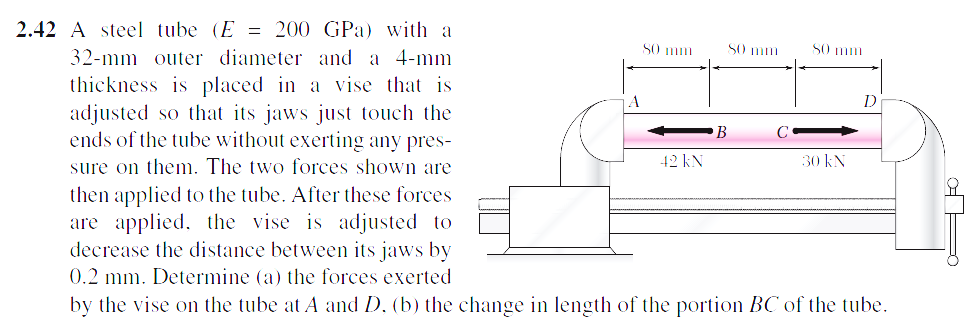 2.42 A steel tube (E = 200 GPa) with a
32-mm outer diameter and a 4-mm
thickness is placed in a vise that is
adjusted so that its jaws just touch the
ends of the tube without exerting any pres-
sure on them. The two forces shown are
then applied to the tube. After these forces
are applied, the vise is adjusted to
decrease the distance between its jaws by
0.2 mm. Determine (a) the forces exerted
by the vise on the tube at A and D, (b) the change in length of the portion BC of the tube.
80 mm 80 mm 80 mm
A D
B C
42 kN 30 kN